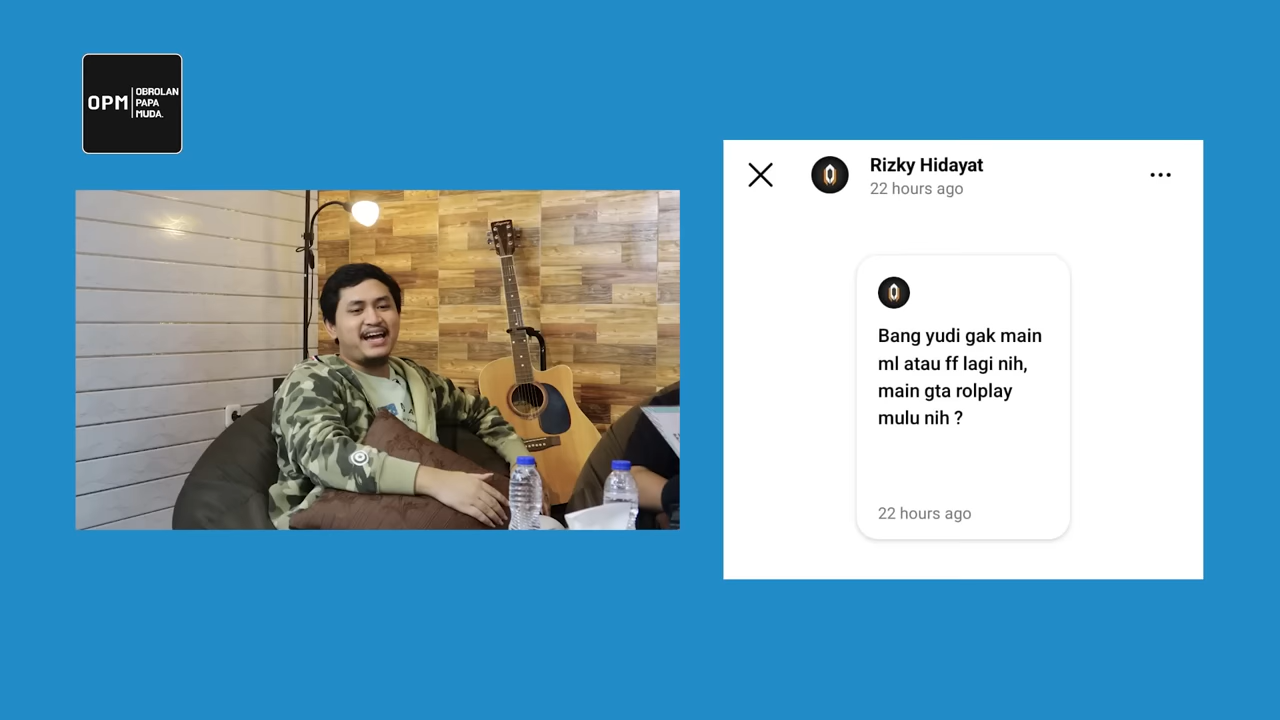 OPM
OBROLAN
PAPA
MUDA.
Rizky Hidayat
22 hours ago
Bang yudi gak main
ml atau ff lagi nih,
main gta rolplay
mulu nih ?
22 hours ago